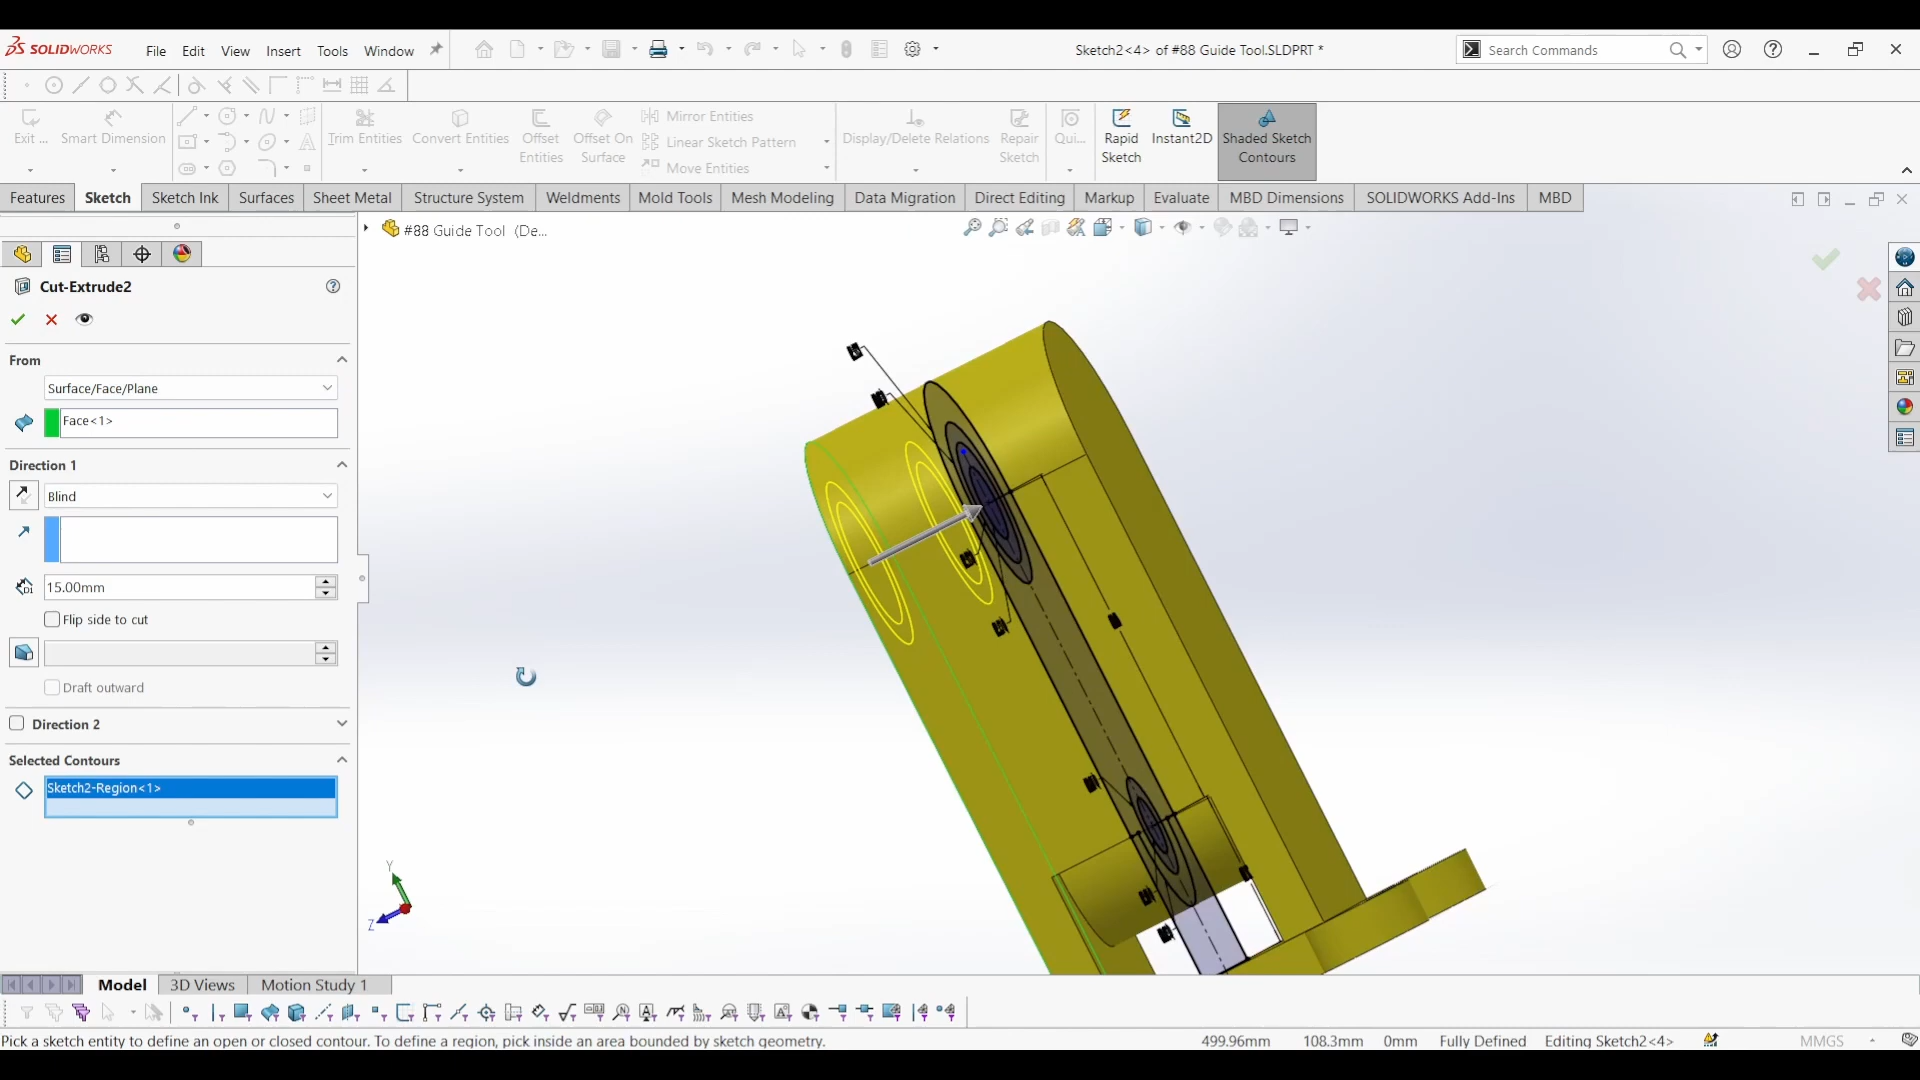 SOLIDWORKS File Edit View Insert Tools Window Sketch2<4> of #88 Guide Tool.SLDPRT * Search Commands
Exit ... Smart Dimension Trim Entities Convert Entities Offset Entities Offset On Surface Mirror Entities Display/Delete Relations Repair Sketch Qui... Rapid Sketch Instant2D Shaded Sketch Contours
Linear Sketch Pattern
Move Entities
Features Sketch Sketch Ink Surfaces Sheet Metal Structure System Weldments Mold Tools Mesh Modeling Data Migration Direct Editing Markup Evaluate MBD Dimensions SOLIDWORKS Add-Ins MBD
#88 Guide Tool (De...
Cut-Extrude2
From
Surface/Face/Plane
Face<1>
Direction 1
Blind
15.00mm
Flip side to cut
Draft outward
Direction 2
Selected Contours
Sketch2-Region<1>
Y
Z
Model 3D Views Motion Study 1
Pick a sketch entity to define an open or closed contour. To define a region, pick inside an area bounded by sketch geometry. 499.96mm 108.3mm 0mm Fully Defined Editing Sketch2<4> MMGS